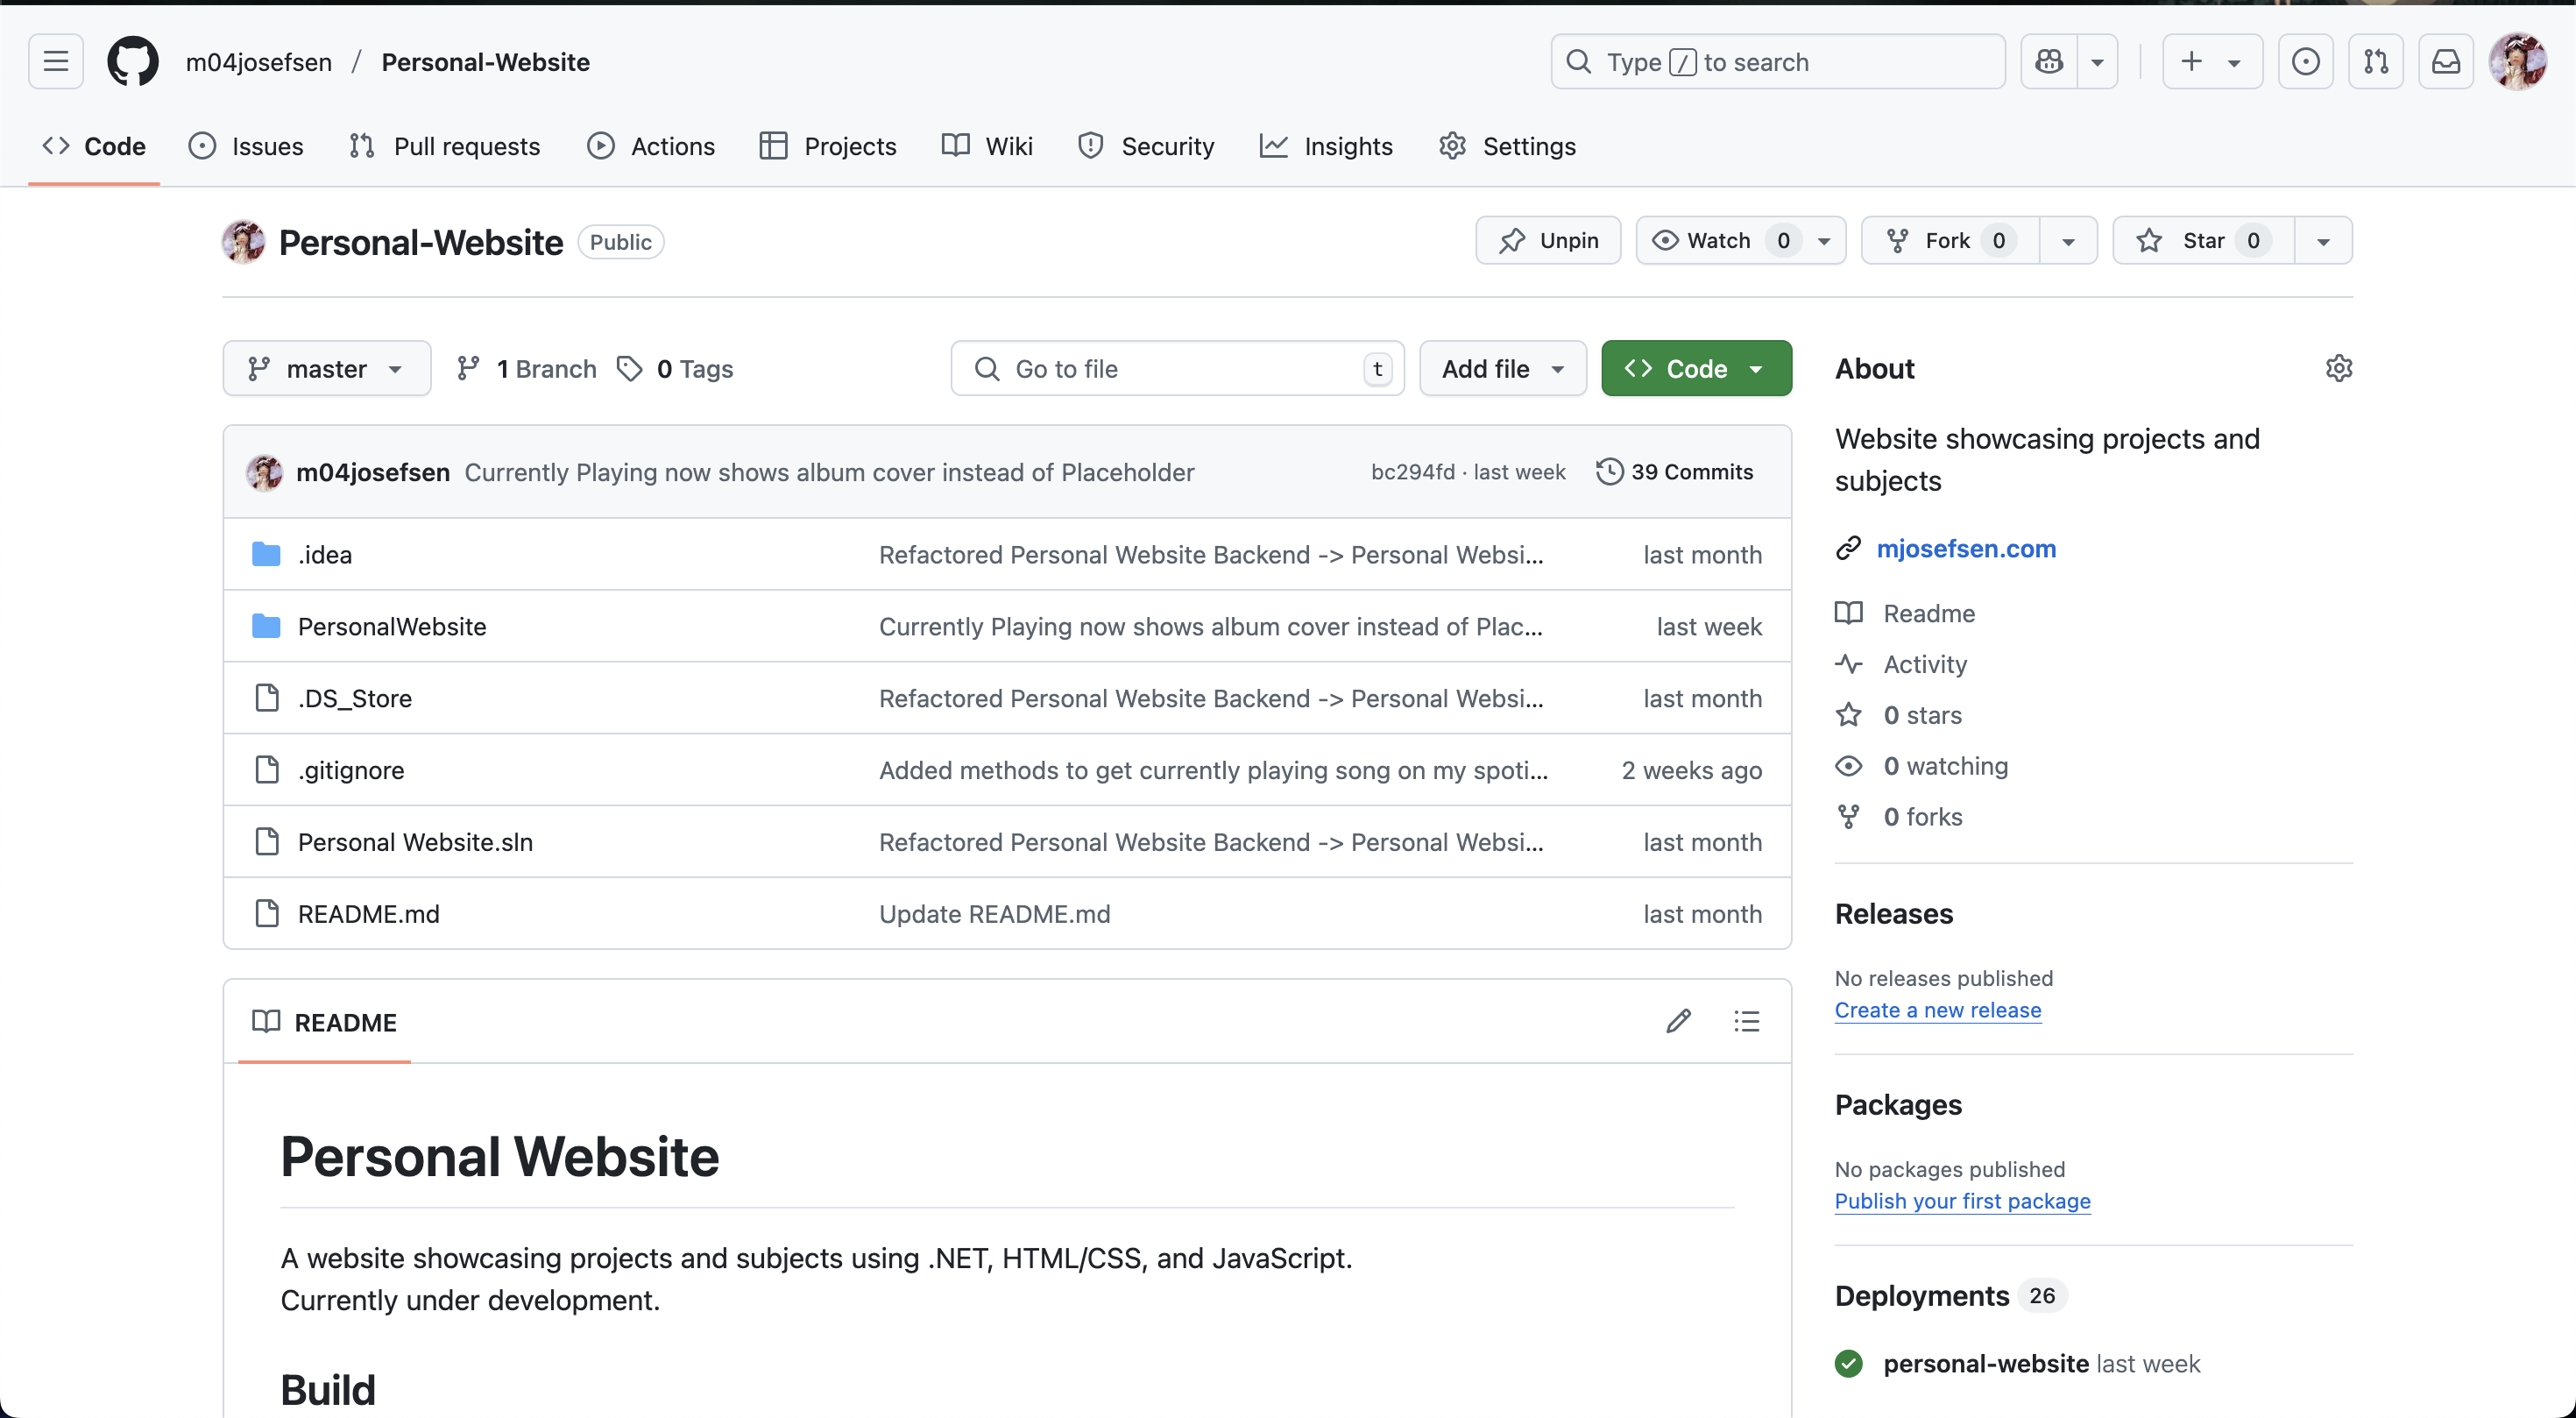 m04josefsen / Personal-Website
Type / to search
Code Issues Pull requests Actions Projects Wiki Security Insights Settings
Personal-Website Public
Unpin Watch 0 Fork 0 Star 0
master 1 Branch 0 Tags
Go to file t Add file Code
m04josefsen Currently Playing now shows album cover instead of Placeholder bc294fd · last week 39 Commits
.idea Refactored Personal Website Backend -> Personal Websi... last month
PersonalWebsite Currently Playing now shows album cover instead of Plac... last week
.DS_Store Refactored Personal Website Backend -> Personal Websi... last month
.gitignore Added methods to get currently playing song on my spoti... 2 weeks ago
Personal Website.sln Refactored Personal Website Backend -> Personal Websi... last month
README.md Update README.md last month
README
Personal Website
A website showcasing projects and subjects using .NET, HTML/CSS, and JavaScript.
Currently under development.
Build
About
Website showcasing projects and
subjects
mjosefsen.com
Readme
Activity
0 stars
0 watching
0 forks
Releases
No releases published
Create a new release
Packages
No packages published
Publish your first package
Deployments 26
personal-website last week